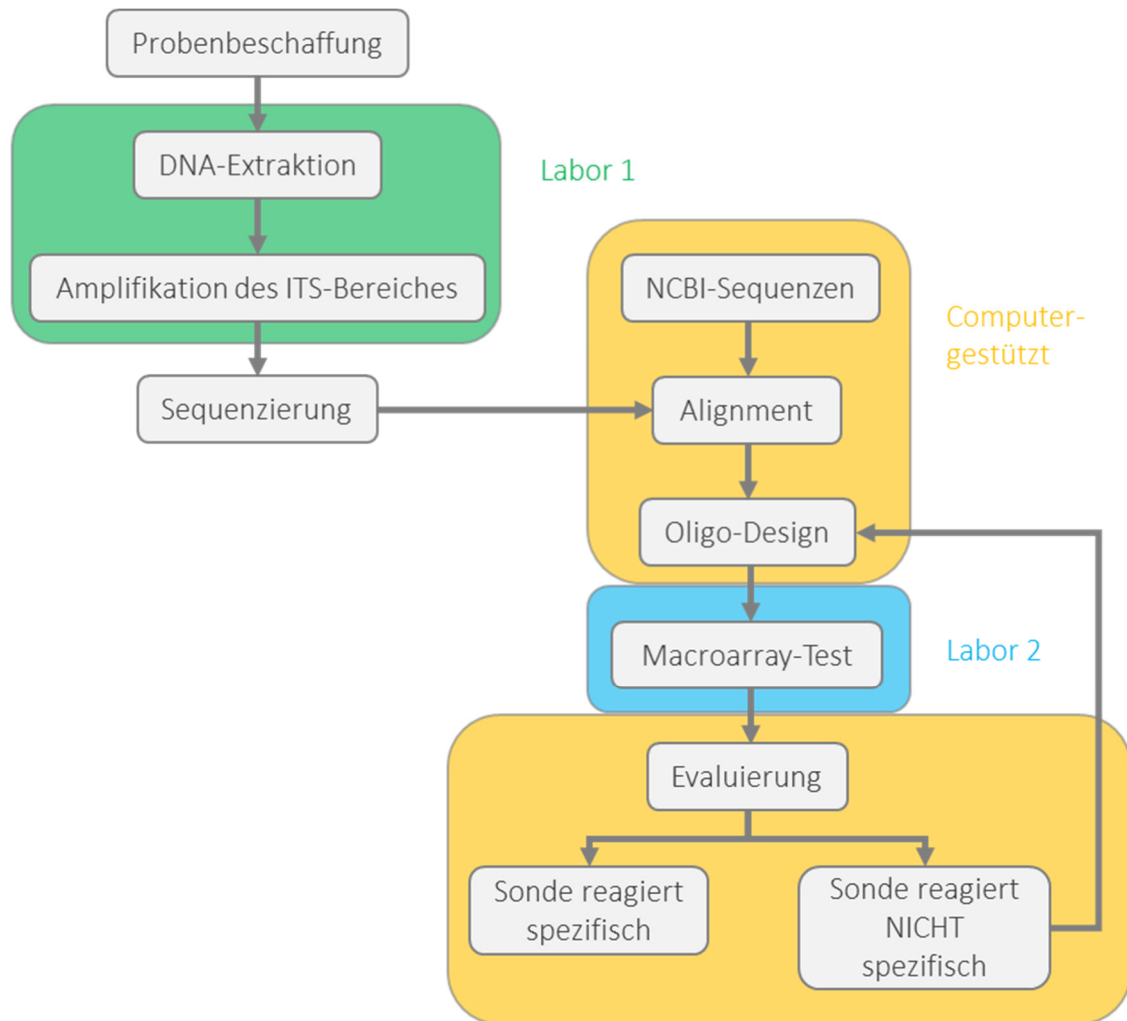 Probenbeschaffung
DNA-Extraktion
Labor 1
Amplifikation des ITS-Bereiches
NCBI-Sequenzen
Computer-
gestützt
Sequenzierung
Alignment
Oligo-Design
Macroarray-Test
Labor 2
Evaluierung
Sonde reagiert
spezifisch
Sonde reagiert
NICHT
spezifisch